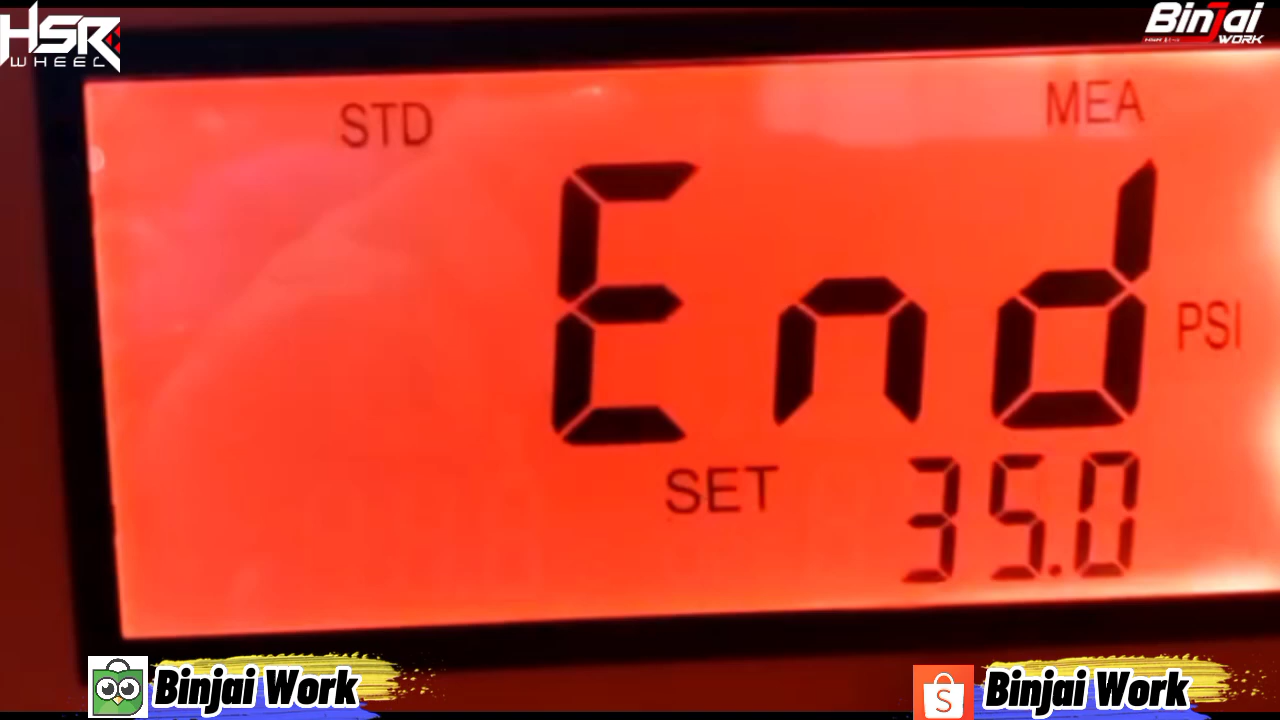 HSR
WHEEL
Binjai
WORK
STD
MEA
End
PSI
SET
35.0
Binjai Work
Binjai Work